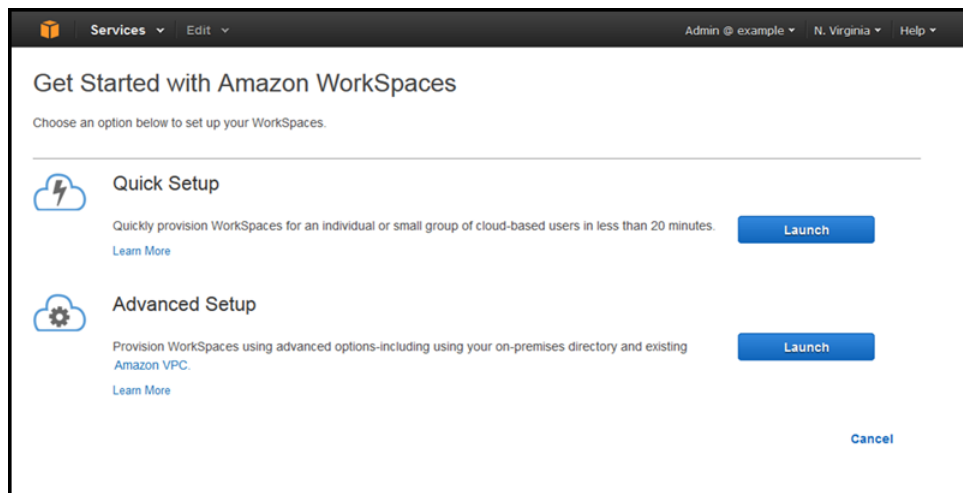 Services Edit Admin @ example N. Virginia Help
Get Started with Amazon WorkSpaces
Choose an option below to set up your WorkSpaces.
Quick Setup
Quickly provision WorkSpaces for an individual or small group of cloud-based users in less than 20 minutes.
Launch
Learn More
Advanced Setup
Provision WorkSpaces using advanced options-including using your on-premises directory and existing
Amazon VPC.
Launch
Learn More
Cancel